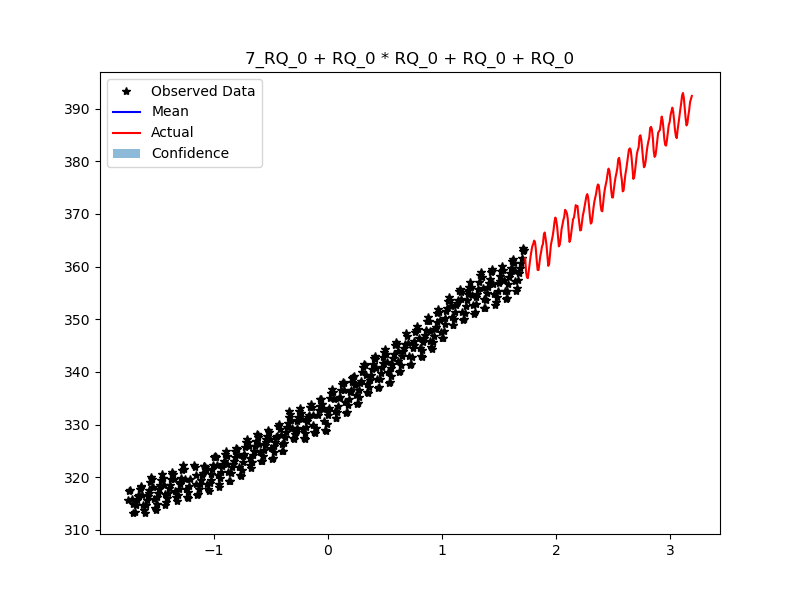 7_RQ_0 + RQ_0 * RQ_0 + RQ_0 + RQ_0
Observed Data
Mean
Actual
Confidence
390
380
370
360
350
340
330
320
310
−1
0
1
2
3